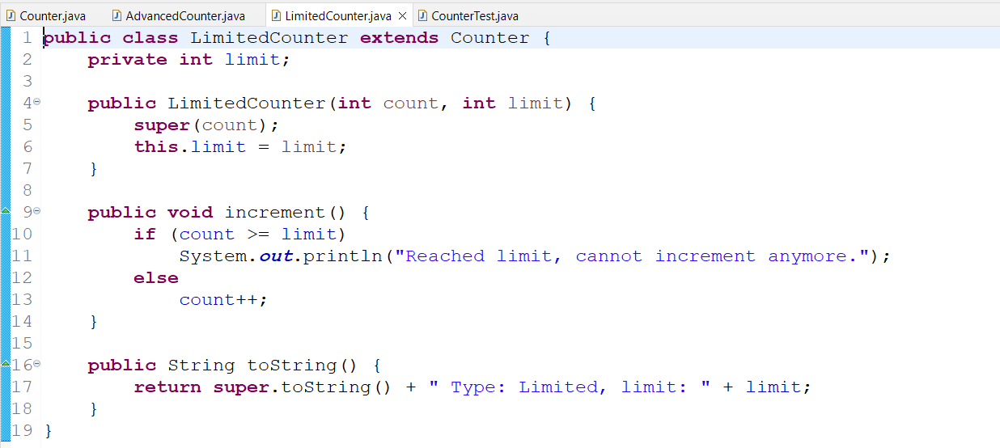 Counter.java AdvancedCounter.java LimitedCounter.java CounterTest.java
1 public class LimitedCounter extends Counter {
2     private int limit;
3
4     public LimitedCounter(int count, int limit) {
5         super(count);
6         this.limit = limit;
7     }
8
9     public void increment() {
10         if (count >= limit)
11             System.out.println("Reached limit, cannot increment anymore.");
12         else
13             count++;
14     }
15
16     public String toString() {
17         return super.toString() + " Type: Limited, limit: " + limit;
18     }
19 }